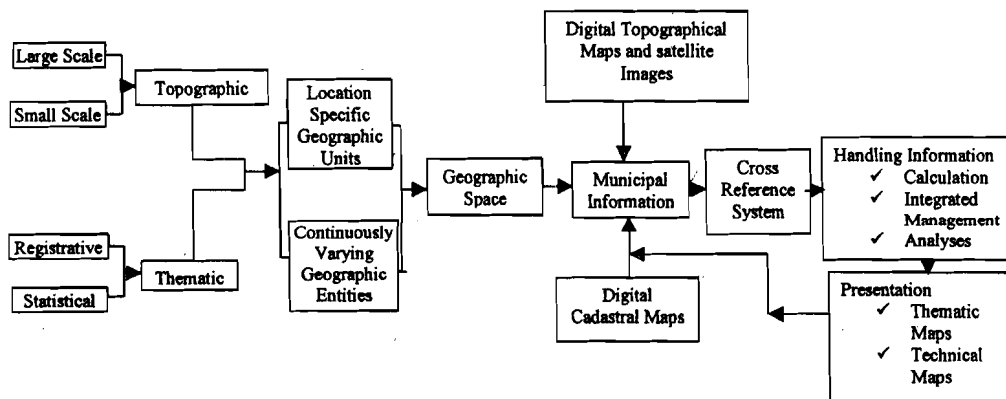 Large Scale
Small Scale
Topographic
Registrative
Statistical
Thematic
Location
Specific
Geographic
Units
Continuously
Varying
Geographic
Entities
Geographic
Space
Digital Topographical
Maps and satellite
Images
Municipal
Information
Digital
Cadastral Maps
Cross
Reference
System
Handling Information
✓ Calculation
✓ Integrated
Management
✓ Analyses
Presentation
✓ Thematic
Maps
✓ Technical
Maps